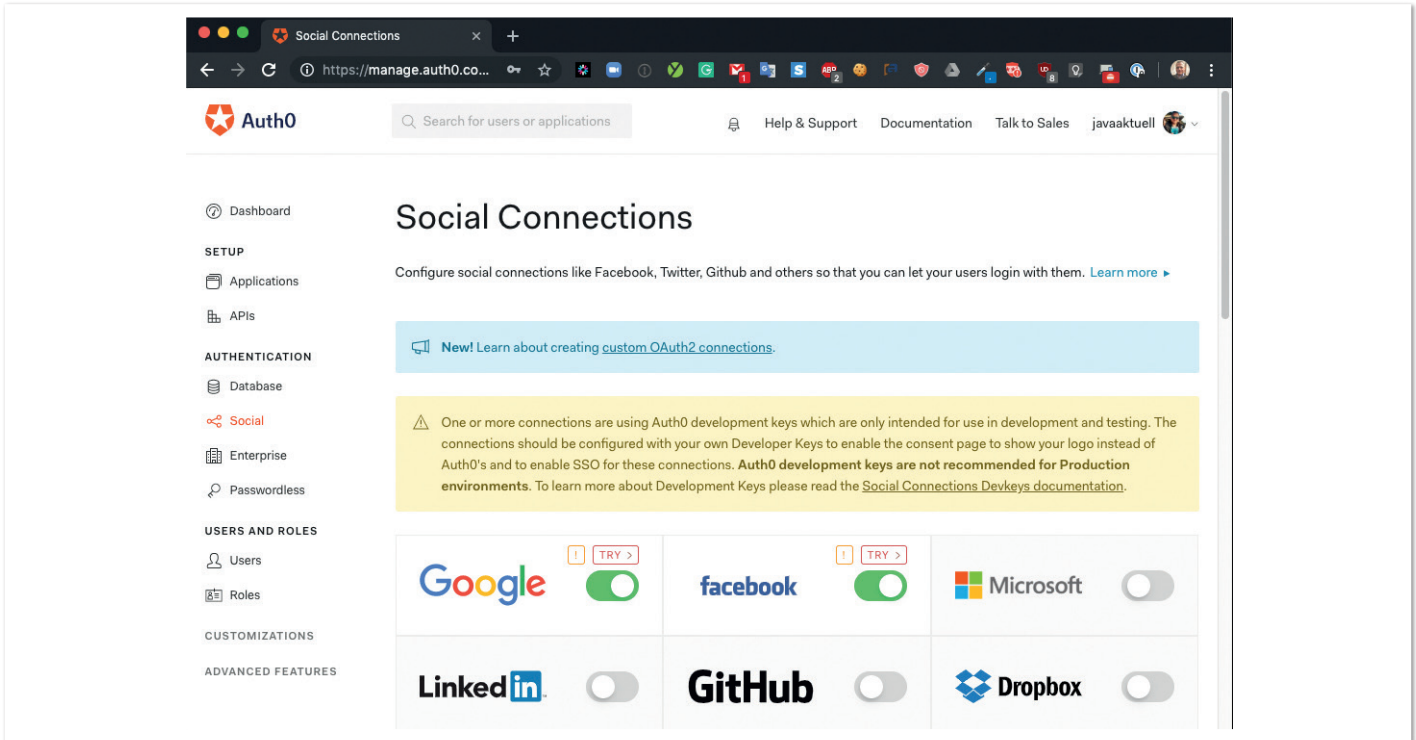 Social Connections
https://manage.auth0.co...
Auth0
Search for users or applications
Help & Support
Documentation
Talk to Sales
javaaktuell
Dashboard
SETUP
Applications
APIs
AUTHENTICATION
Database
Social
Enterprise
Passwordless
USERS AND ROLES
Users
Roles
CUSTOMIZATIONS
ADVANCED FEATURES
Social Connections
Configure social connections like Facebook, Twitter, Github and others so that you can let your users login with them. Learn more ▸
New! Learn about creating custom OAuth2 connections.
One or more connections are using Auth0 development keys which are only intended for use in development and testing. The
connections should be configured with your own Developer Keys to enable the consent page to show your logo instead of
Auth0's and to enable SSO for these connections. Auth0 development keys are not recommended for Production
environments. To learn more about Development Keys please read the Social Connections Devkeys documentation.
! TRY >
Google
! TRY >
facebook
Microsoft
Linked in
GitHub
Dropbox